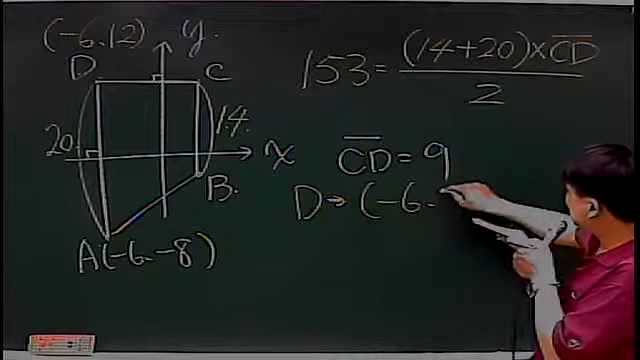 (-6.12) y.
D C
153 = (14+20)×CD / 2
20 14.
x
CD = 9
B.
D → (-6.
A(-6.-8)